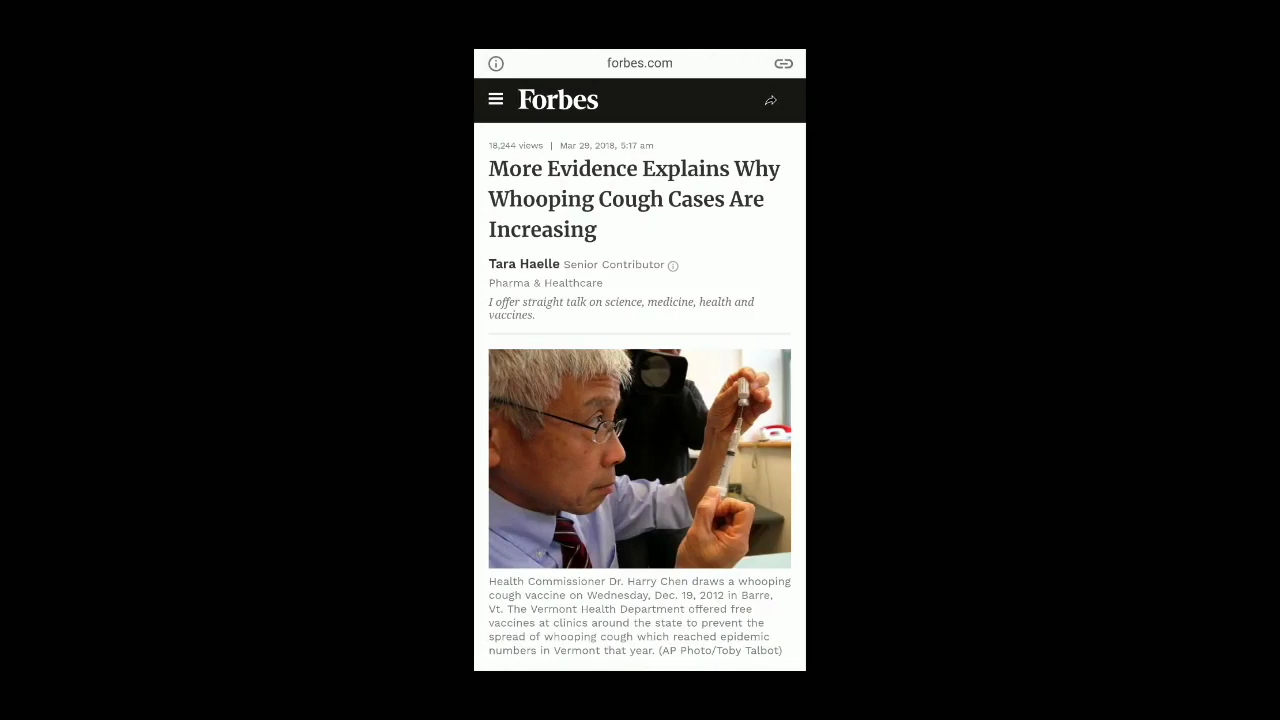 forbes.com
Forbes
18,244 views | Mar 29, 2018, 5:17 am
More Evidence Explains Why
Whooping Cough Cases Are
Increasing
Tara Haelle Senior Contributor
Pharma & Healthcare
I offer straight talk on science, medicine, health and
vaccines.
Health Commissioner Dr. Harry Chen draws a whooping
cough vaccine on Wednesday, Dec. 19, 2012 in Barre,
Vt. The Vermont Health Department offered free
vaccines at clinics around the state to prevent the
spread of whooping cough which reached epidemic
numbers in Vermont that year. (AP Photo/Toby Talbot)